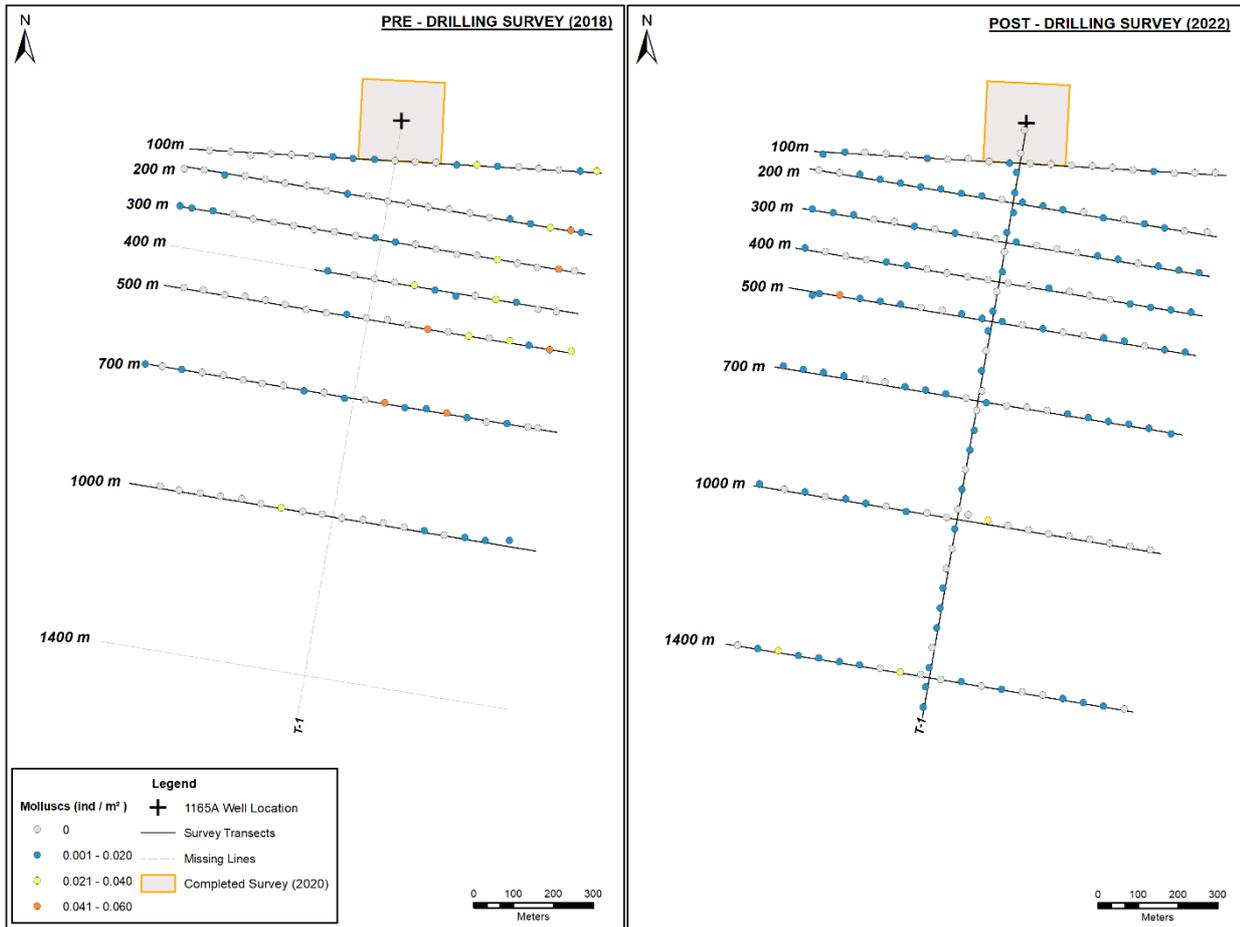 PRE - DRILLING SURVEY (2018)
N
100m
200 m
300 m
400 m
500 m
700 m
1000 m
1400 m
T-1
Legend
Molluscs (ind / m² )
0
0.001 - 0.020
0.021 - 0.040
0.041 - 0.060
1165A Well Location
Survey Transects
Missing Lines
Completed Survey (2020)
0 100 200 300
Meters
POST - DRILLING SURVEY (2022)
N
100m
200 m
300 m
400 m
500 m
700 m
1000 m
1400 m
T-1
0 100 200 300
Meters